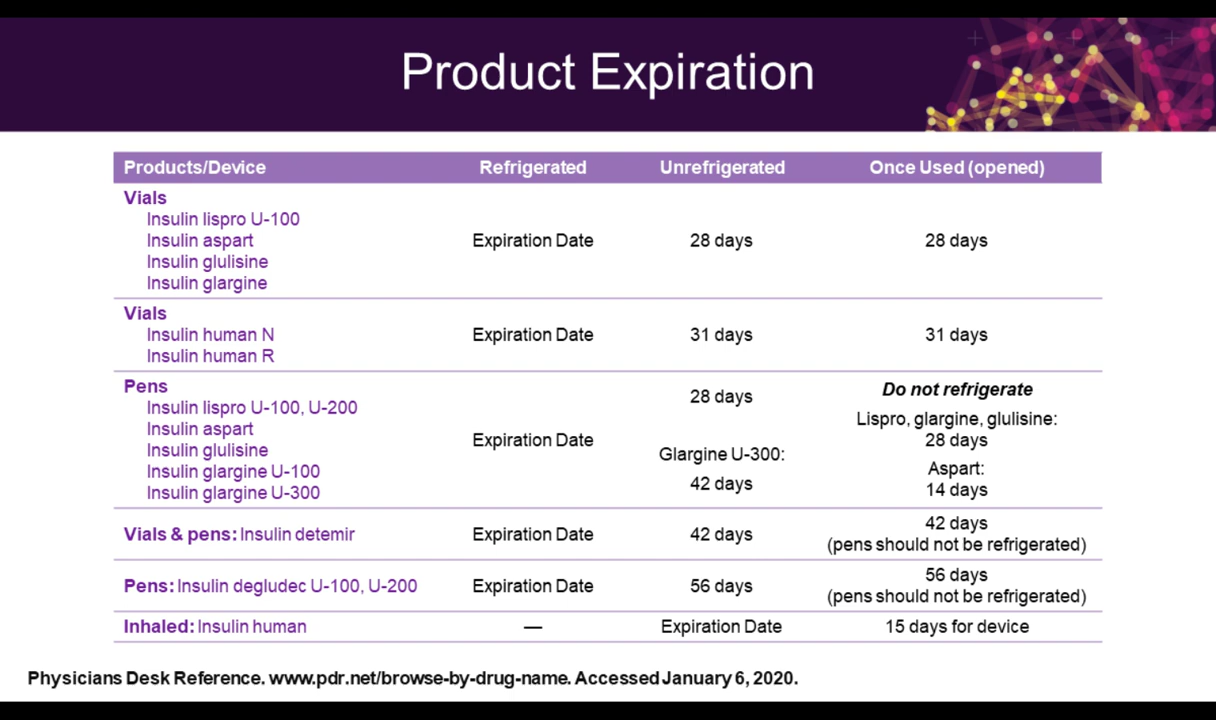 Product Expiration
Products/Device Refrigerated Unrefrigerated Once Used (opened)
Vials
Insulin lispro U-100
Insulin aspart
Insulin glulisine
Insulin glargine
Expiration Date 28 days 28 days
Vials
Insulin human N
Insulin human R
Expiration Date 31 days 31 days
Pens
Insulin lispro U-100, U-200
Insulin aspart
Insulin glulisine
Insulin glargine U-100
Insulin glargine U-300
Expiration Date
28 days
Glargine U-300:
42 days
Do not refrigerate
Lispro, glargine, glulisine:
28 days
Aspart:
14 days
Vials & pens: Insulin detemir Expiration Date 42 days 42 days
(pens should not be refrigerated)
Pens: Insulin degludec U-100, U-200 Expiration Date 56 days 56 days
(pens should not be refrigerated)
Inhaled: Insulin human — Expiration Date 15 days for device
Physicians Desk Reference. www.pdr.net/browse-by-drug-name. Accessed January 6, 2020.